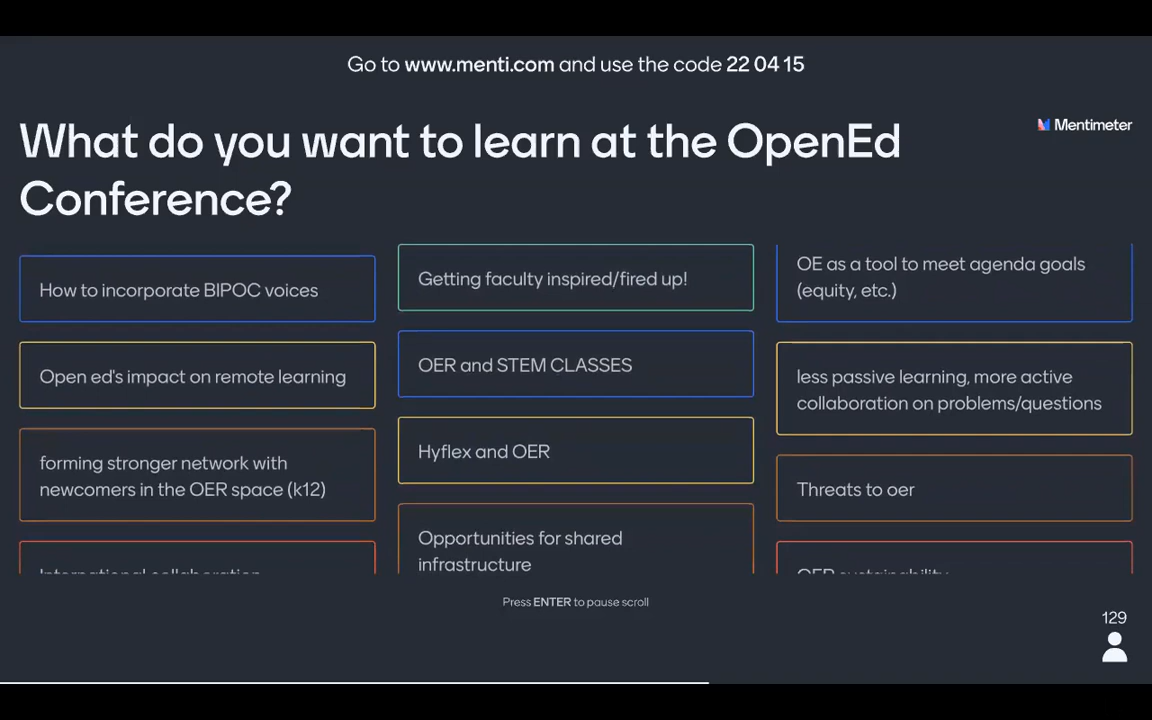 Go to www.menti.com and use the code 22 04 15
What do you want to learn at the OpenEd
Conference?
Mentimeter
How to incorporate BIPOC voices
Open ed's impact on remote learning
forming stronger network with
newcomers in the OER space (k12)
International collaboration
Getting faculty inspired/fired up!
OER and STEM CLASSES
Hyflex and OER
Opportunities for shared
infrastructure
OE as a tool to meet agenda goals
(equity, etc.)
less passive learning, more active
collaboration on problems/questions
Threats to oer
OER sustainability
Press ENTER to pause scroll
129